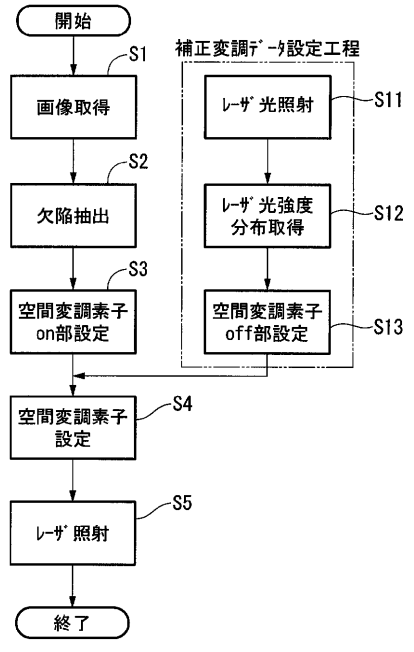 開始
S1
画像取得
S2
欠陥抽出
S3
空間変調素子
on部設定
補正変調ﾃﾞｰﾀ設定工程
ﾚｰｻﾞ光照射
S11
ﾚｰｻﾞ光強度
分布取得
S12
空間変調素子
off部設定
S13
空間変調素子
設定
S4
ﾚｰｻﾞ照射
S5
終了